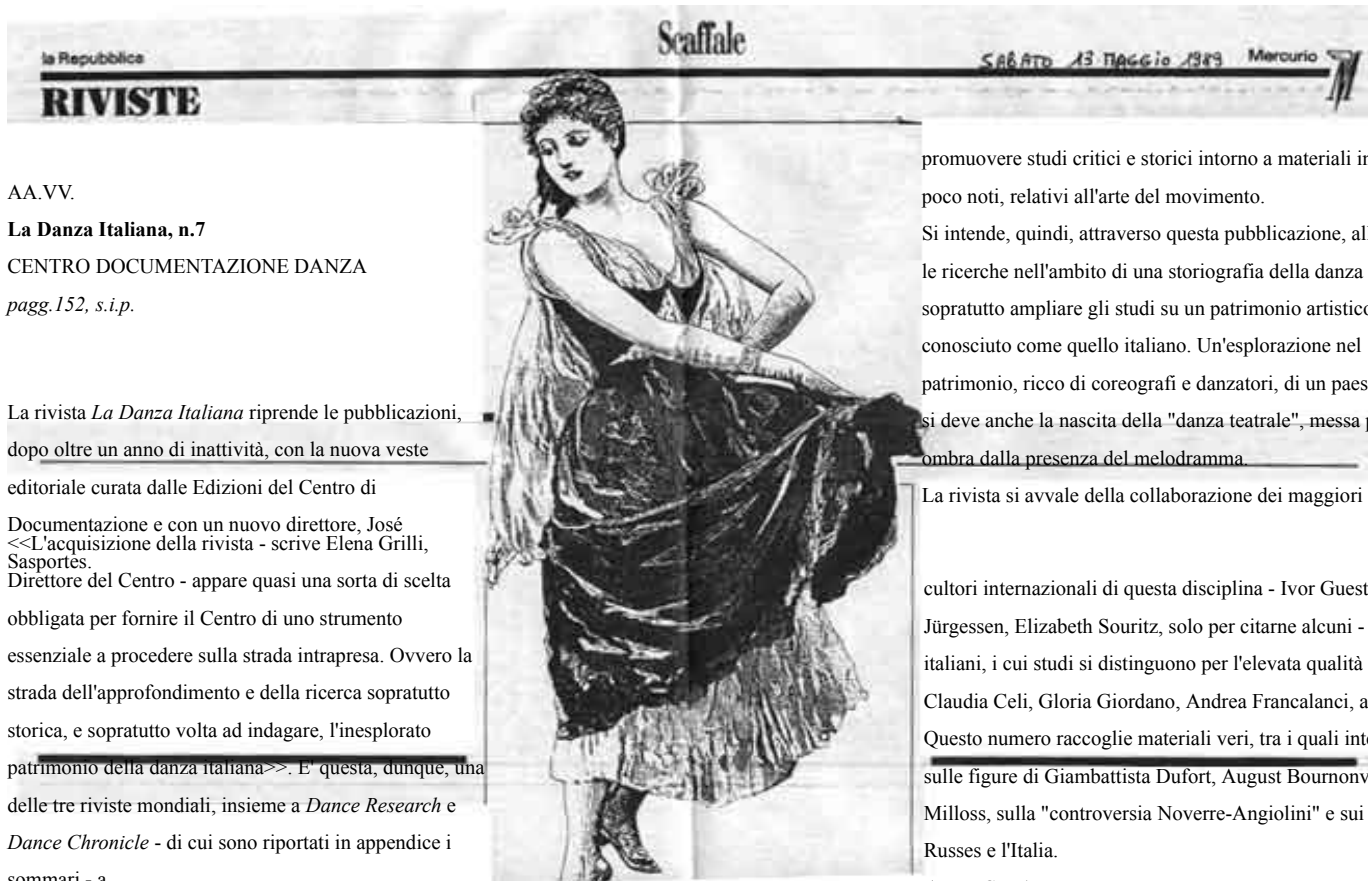 Scaffale
la Repubblica
SABATO 13 MAGGIO 1989 Mercurio
RIVISTE
AA.VV.
La Danza Italiana, n.7
CENTRO DOCUMENTAZIONE DANZA
pagg.152, s.i.p.
La rivista La Danza Italiana riprende le pubblicazioni,
dopo oltre un anno di inattività, con la nuova veste
editoriale curata dalle Edizioni del Centro di
Documentazione e con un nuovo direttore, José
Sasportes.
<<L'acquisizione della rivista - scrive Elena Grilli,
Direttore del Centro - appare quasi una sorta di scelta
obbligata per fornire il Centro di uno strumento
essenziale a procedere sulla strada intrapresa. Ovvero la
strada dell'approfondimento e della ricerca sopratutto
storica, e sopratutto volta ad indagare, l'inesplorato
patrimonio della danza italiana>>. E' questa, dunque, una
delle tre riviste mondiali, insieme a Dance Research e
Dance Chronicle - di cui sono riportati in appendice i
sommari - a
promuovere studi critici e storici intorno a materiali
poco noti, relativi all'arte del movimento.
Si intende, quindi, attraverso questa pubblicazione,
le ricerche nell'ambito di una storiografia della danza
sopratutto ampliare gli studi su un patrimonio artistico
conosciuto come quello italiano. Un'esplorazione nel
patrimonio, ricco di coreografi e danzatori, di un
si deve anche la nascita della "danza teatrale", messa
ombra dalla presenza del melodramma.
La rivista si avvale della collaborazione dei maggiori
cultori internazionali di questa disciplina - Ivor Guest
Jürgessen, Elizabeth Souritz, solo per citarne alcuni -
italiani, i cui studi si distinguono per l'elevata qualità
Claudia Celi, Gloria Giordano, Andrea Francalanci,
Questo numero raccoglie materiali veri, tra i quali
sulle figure di Giambattista Dufort, August
Milloss, sulla "controversia Noverre-Angiolini" e sui
Russes e l'Italia.